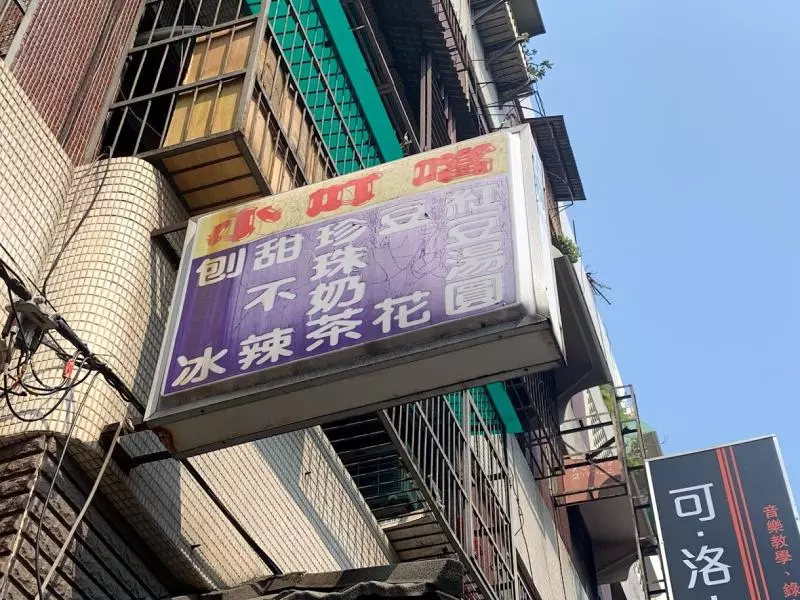 小叮噹
紅豆湯圓
豆花
珍珠奶茶
甜不辣
刨冰
可·洛
音樂教學、錄